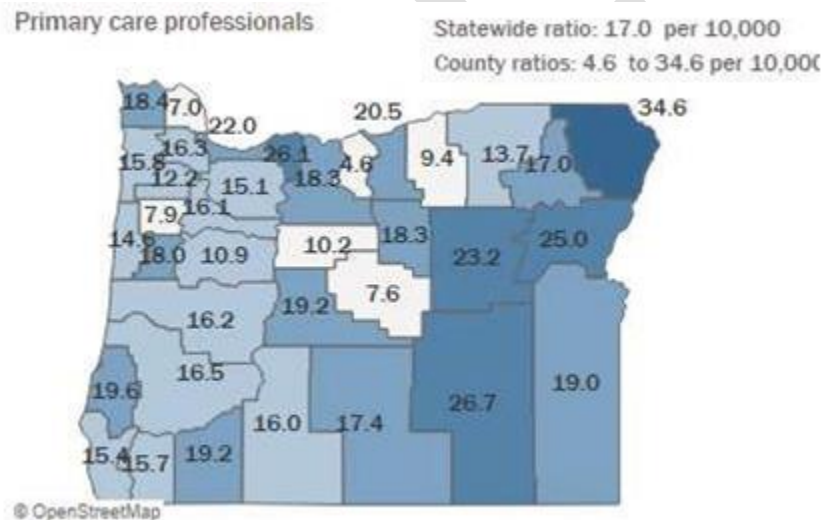 Primary care professionals
Statewide ratio: 17.0 per 10,000
County ratios: 4.6 to 34.6 per 10,000
18.4 7.0 22.0 20.5 34.6
15.8 16.3 26.1 4.6 9.4 13.7 17.0
12.2 15.1 18.3
7.9 16.1
14.6 18.0 10.9 10.2 18.3 23.2 25.0
16.2 19.2 7.6
16.5
19.6 16.0 17.4 26.7 19.0
15.4 15.7 19.2
© OpenStreetMap